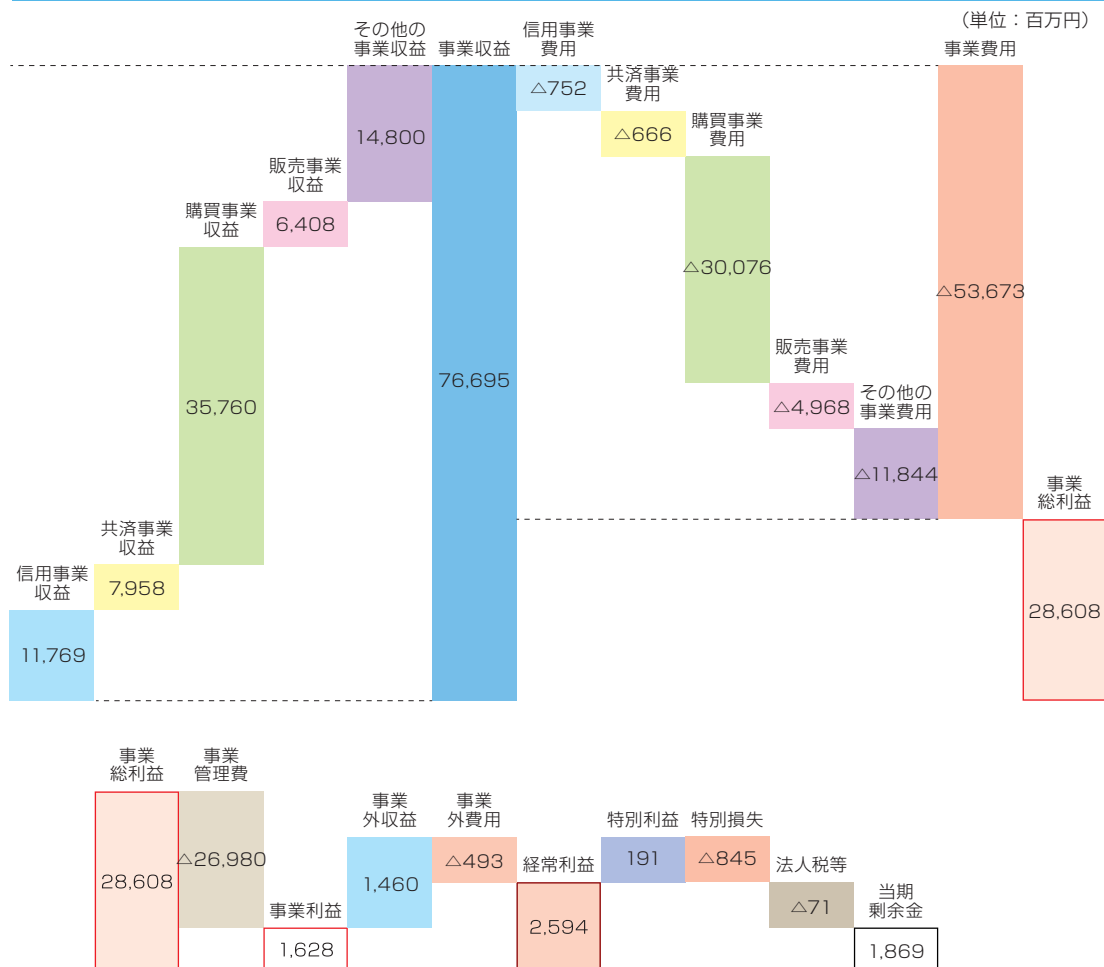 (単位:百万円)
その他の
事業収益
事業収益
信用事業
費用
事業費用
共済事業
費用
△752
購買事業
費用
△666
14,800
販売事業
収益
購買事業
収益
6,408
△30,076
△53,673
販売事業
費用
76,695
その他の
事業費用
35,760
△4,968
△11,844
事業
総利益
共済事業
収益
信用事業
収益
7,958
28,608
11,769
事業
総利益
事業
管理費
事業
外収益
事業
外費用
特別利益
特別損失
△26,980
△493
191
△845
経常利益
法人税等
28,608
1,460
当期
剰余金
事業利益
△71
2,594
1,628
1,869